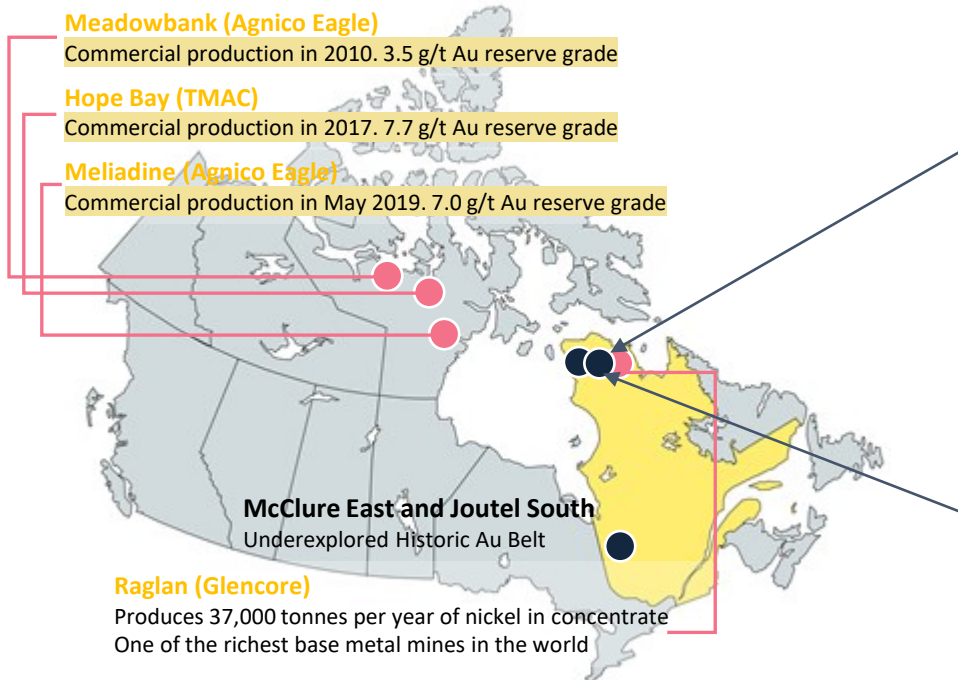 Meadowbank (Agnico Eagle)
Commercial production in 2010. 3.5 g/t Au reserve grade
Hope Bay (TMAC)
Commercial production in 2017. 7.7 g/t Au reserve grade
Meliadine (Agnico Eagle)
Commercial production in May 2019. 7.0 g/t Au reserve grade
McClure East and Joutel South
Underexplored Historic Au Belt
Raglan (Glencore)
Produces 37,000 tonnes per year of nickel in concentrate
One of the richest base metal mines in the world